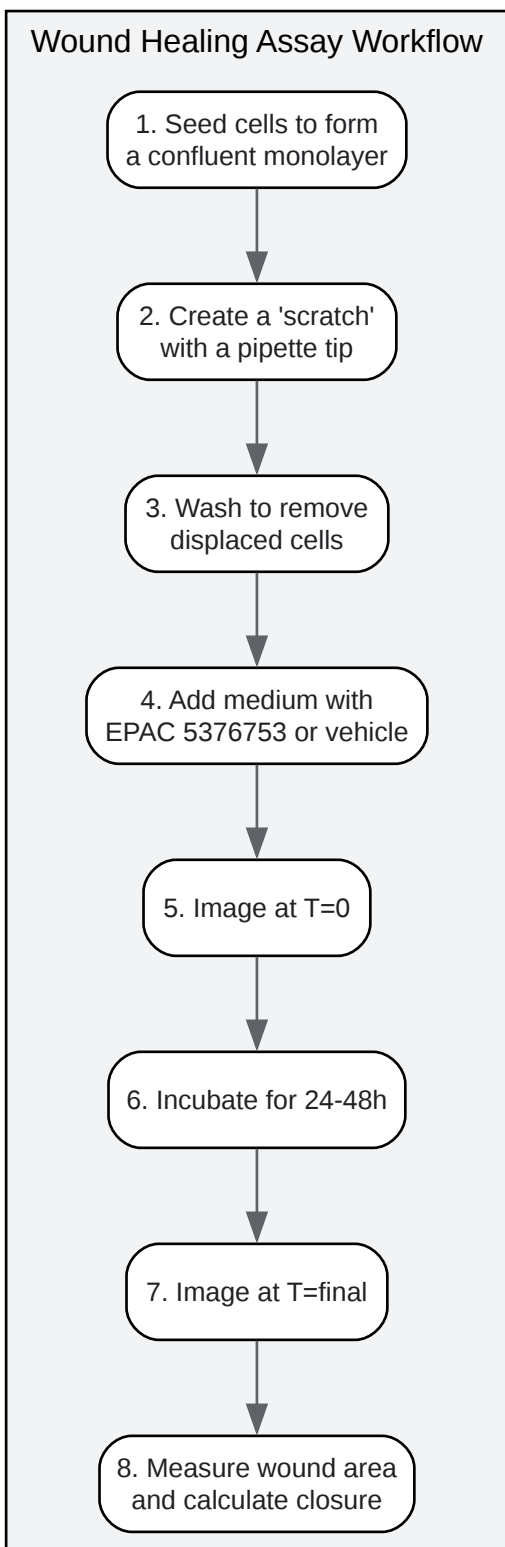 Wound Healing Assay Workflow
1. Seed cells to form
a confluent monolayer
2. Create a 'scratch'
with a pipette tip
3. Wash to remove
displaced cells
4. Add medium with
EPAC 5376753 or vehicle
5. Image at T=0
6. Incubate for 24-48h
7. Image at T=final
8. Measure wound area
and calculate closure